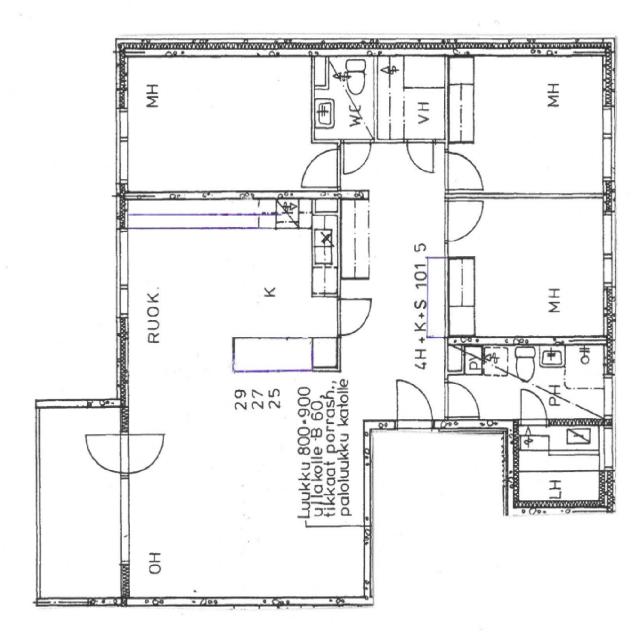 MH
WC
VH
MH
RUOK.
K
4H+K+S 101 5
MH
29
27
25
Luukku 800*900
ullakolle B 60,
tikkaat porrash.,
paloluukku katolle
PY
PH
OH
LH